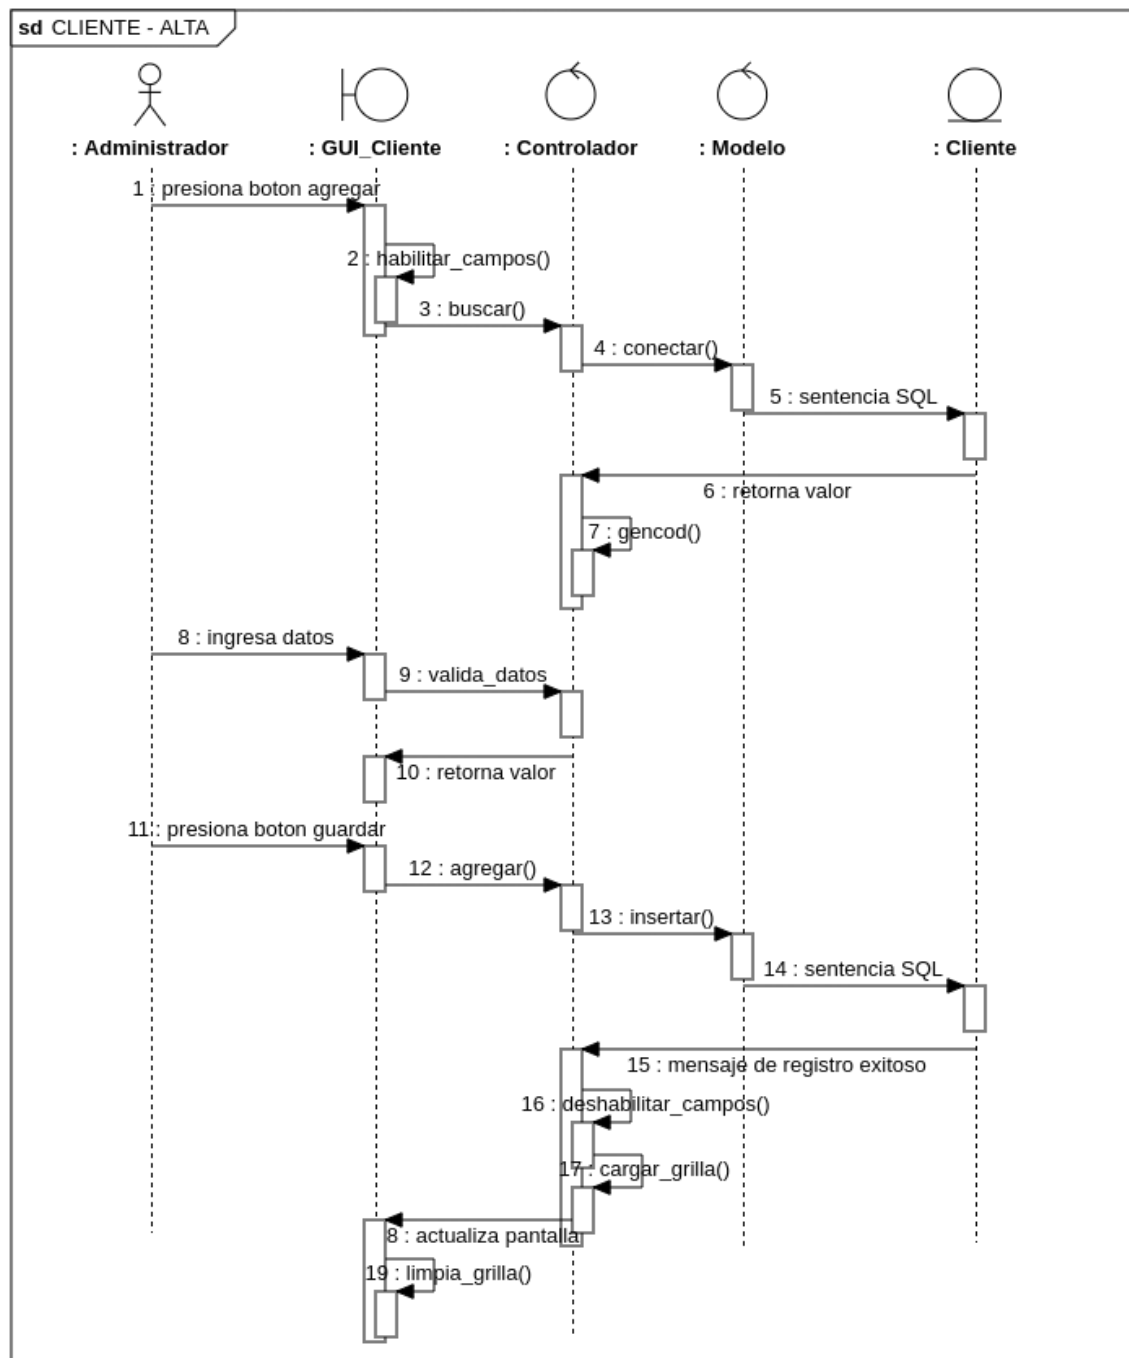 sd CLIENTE - ALTA
: Administrador
: GUI_Cliente
: Controlador
: Modelo
: Cliente
1 : presiona boton agregar
2 : habilitar_campos()
3 : buscar()
4 : conectar()
5 : sentencia SQL
6 : retorna valor
7 : gencod()
8 : ingresa datos
9 : valida_datos
10 : retorna valor
11 : presiona boton guardar
12 : agregar()
13 : insertar()
14 : sentencia SQL
15 : mensaje de registro exitoso
16 : deshabilitar_campos()
17 : cargar_grilla()
8 : actualiza pantalla
19 : limpia_grilla()